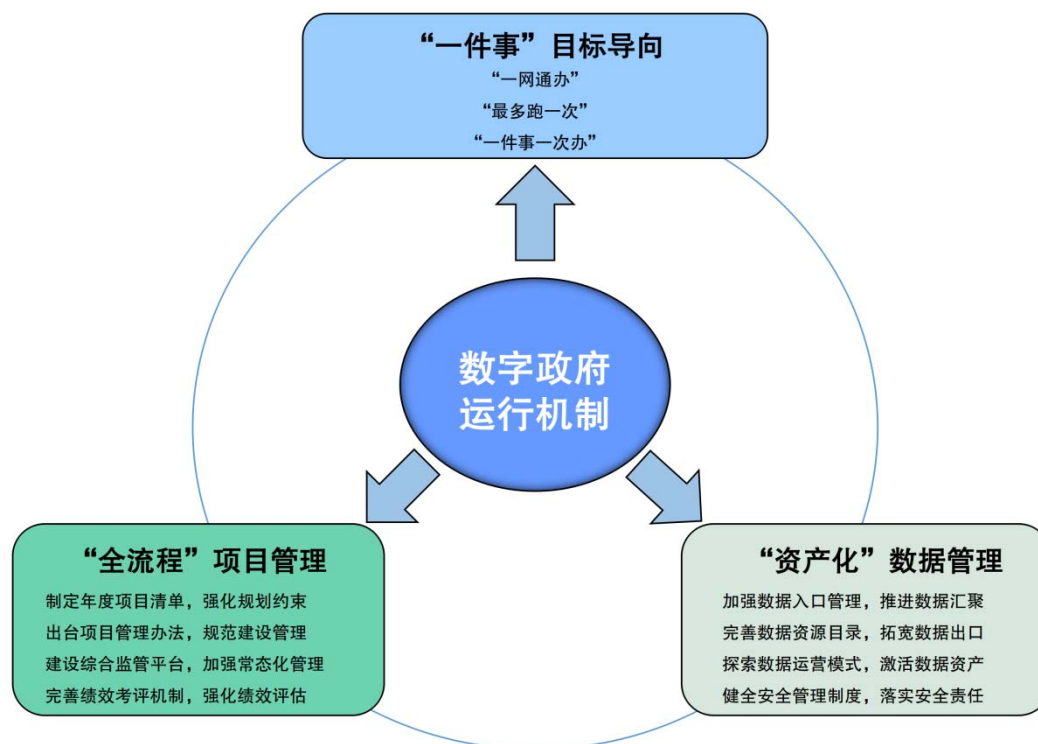 “一件事”目标导向
“一网通办”
“最多跑一次”
“一件事一次办”
数字政府
运行机制
“全流程”项目管理
制定年度项目清单，强化规划约束
出台项目管理办法，规范建设管理
建设综合监管平台，加强常态化管理
完善绩效考评机制，强化绩效评估
“资产化”数据管理
加强数据入口管理，推进数据汇聚
完善数据资源目录，拓宽数据出口
探索数据运营模式，激活数据资产
健全安全管理制度，落实安全责任